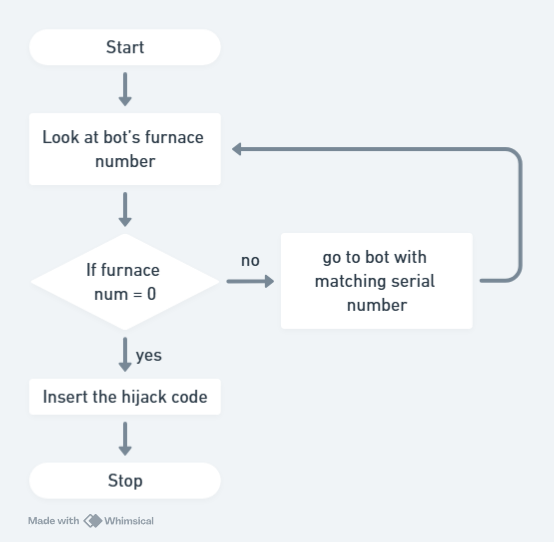 Start
Look at bot's furnace
number
If furnace
num = 0
no
go to bot with
matching serial
number
yes
Insert the hijack code
Stop
Made with Whimsical